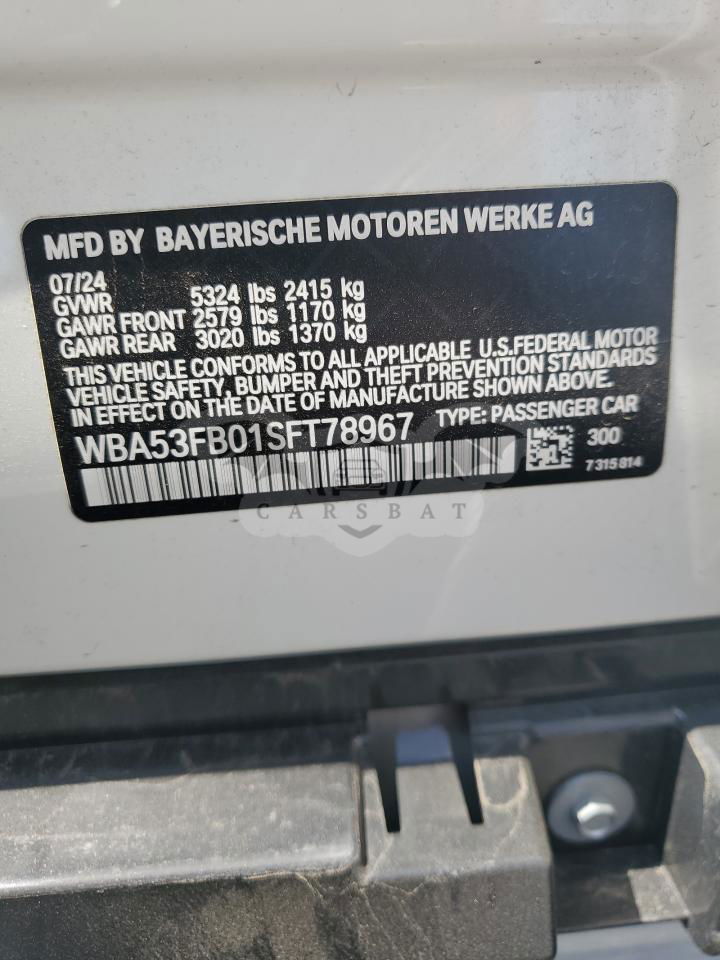 MFD BY BAYERISCHE MOTOREN WERKE AG
07/24
GVWR 5324 lbs 2415 kg
GAWR FRONT 2579 lbs 1170 kg
GAWR REAR 3020 lbs 1370 kg
THIS VEHICLE CONFORMS TO ALL APPLICABLE U.S.FEDERAL MOTOR
VEHICLE SAFETY, BUMPER AND THEFT PREVENTION STANDARDS
IN EFFECT ON THE DATE OF MANUFACTURE SHOWN ABOVE.
WBA53FB01SFT78967 TYPE: PASSENGER CAR
300
7315814
CARSBAT